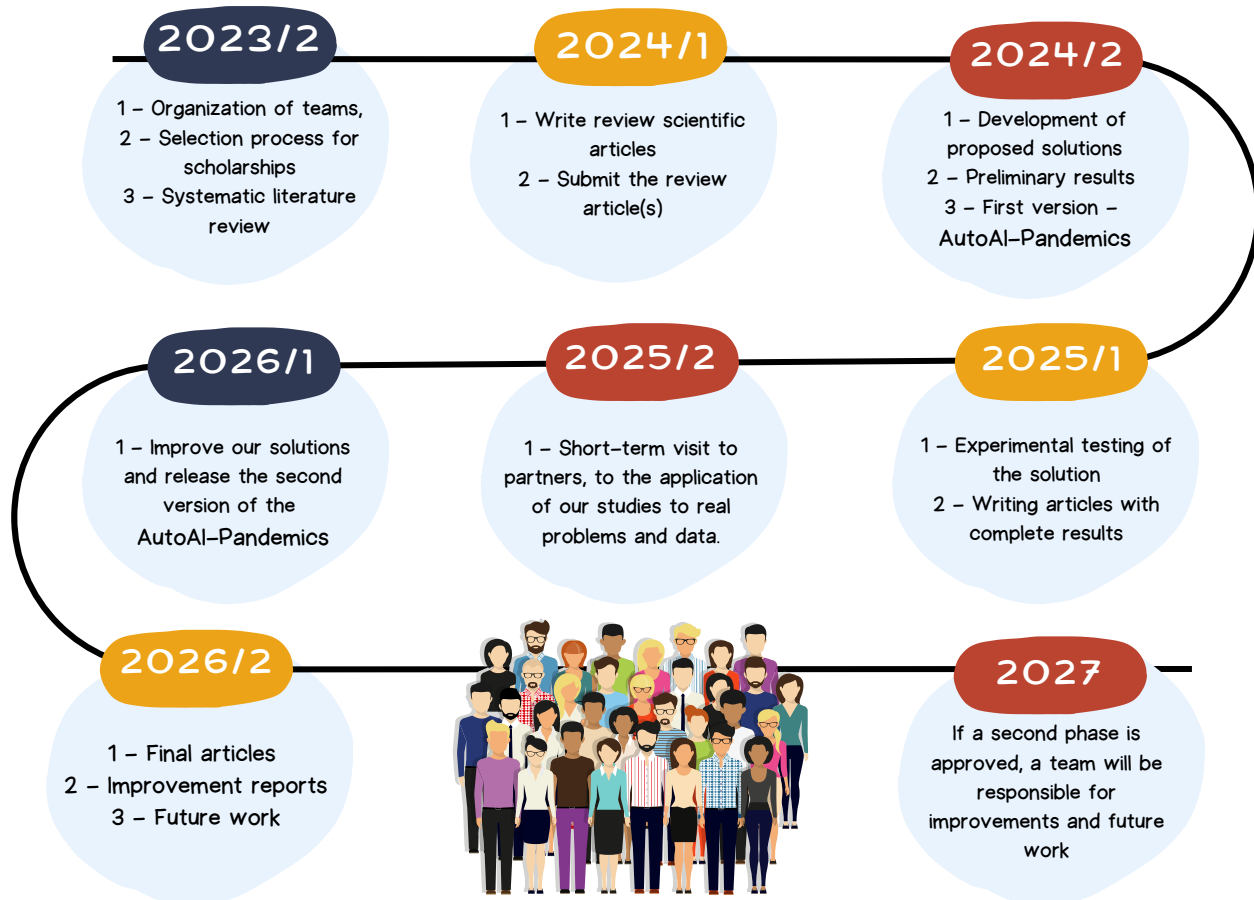 2023/2
1 – Organization of teams,
2 – Selection process for
scholarships
3 – Systematic literature
review
2024/1
1 – Write review scientific
articles
2 – Submit the review
article(s)
2024/2
1 – Development of
proposed solutions
2 – Preliminary results
3 – First version –
AutoAI–Pandemics
2025/1
1 – Experimental testing of
the solution
2 – Writing articles with
complete results
2025/2
1 – Short–term visit to
partners, to the application
of our studies to real
problems and data.
2026/1
1 – Improve our solutions
and release the second
version of the
AutoAI–Pandemics
2026/2
1 – Final articles
2 – Improvement reports
3 – Future work
2027
If a second phase is
approved, a team will be
responsible for
improvements and future
work